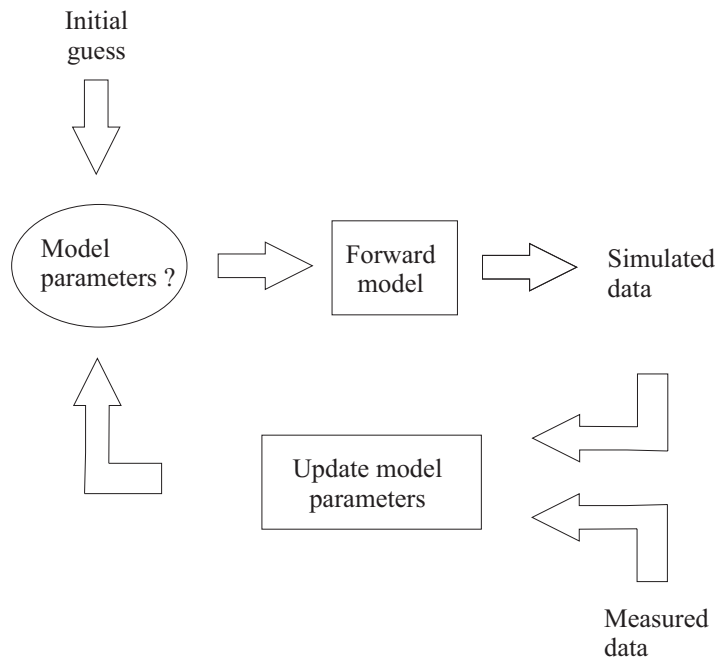 Initial
guess
Model
parameters ?
Forward
model
Simulated
data
Update model
parameters
Measured
data